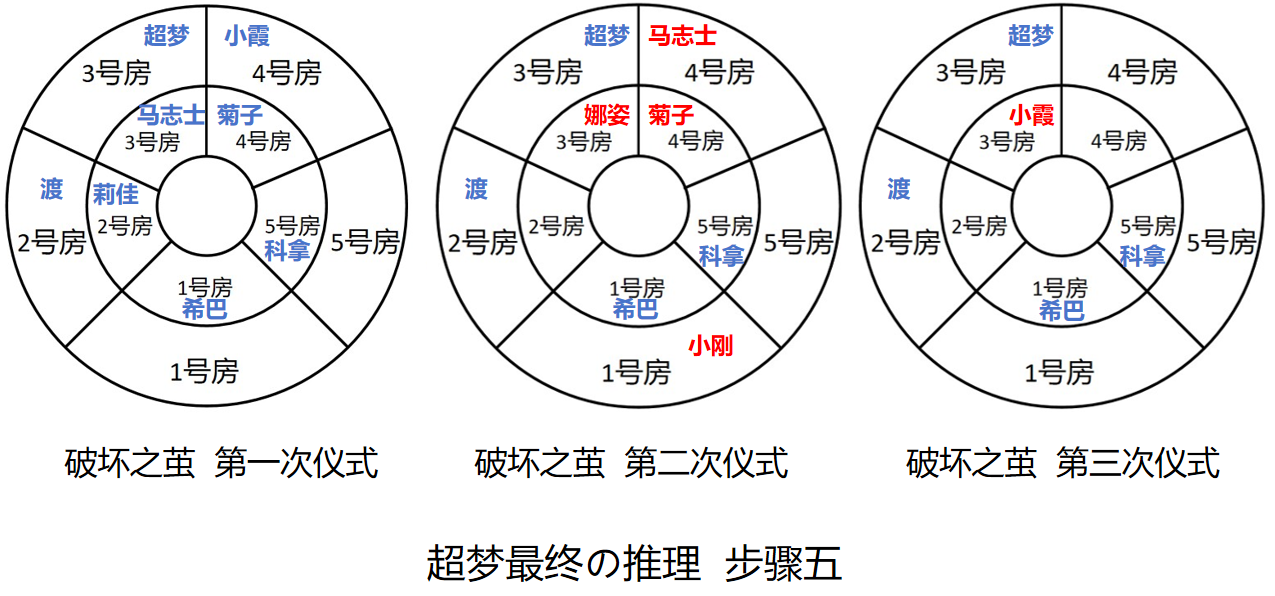 超梦
小霞
3号房
4号房
马志士
菊子
3号房
4号房
渡
莉佳
2号房
2号房
5号房
5号房
科拿
1号房
希巴
1号房
破坏之茧 第一次仪式
超梦
马志士
3号房
4号房
娜姿
菊子
3号房
4号房
渡
2号房
2号房
5号房
5号房
科拿
1号房
希巴
小刚
1号房
破坏之茧 第二次仪式
超梦
3号房
4号房
小霞
3号房
4号房
渡
2号房
2号房
5号房
5号房
科拿
1号房
希巴
1号房
破坏之茧 第三次仪式
超梦最终の推理 步骤五